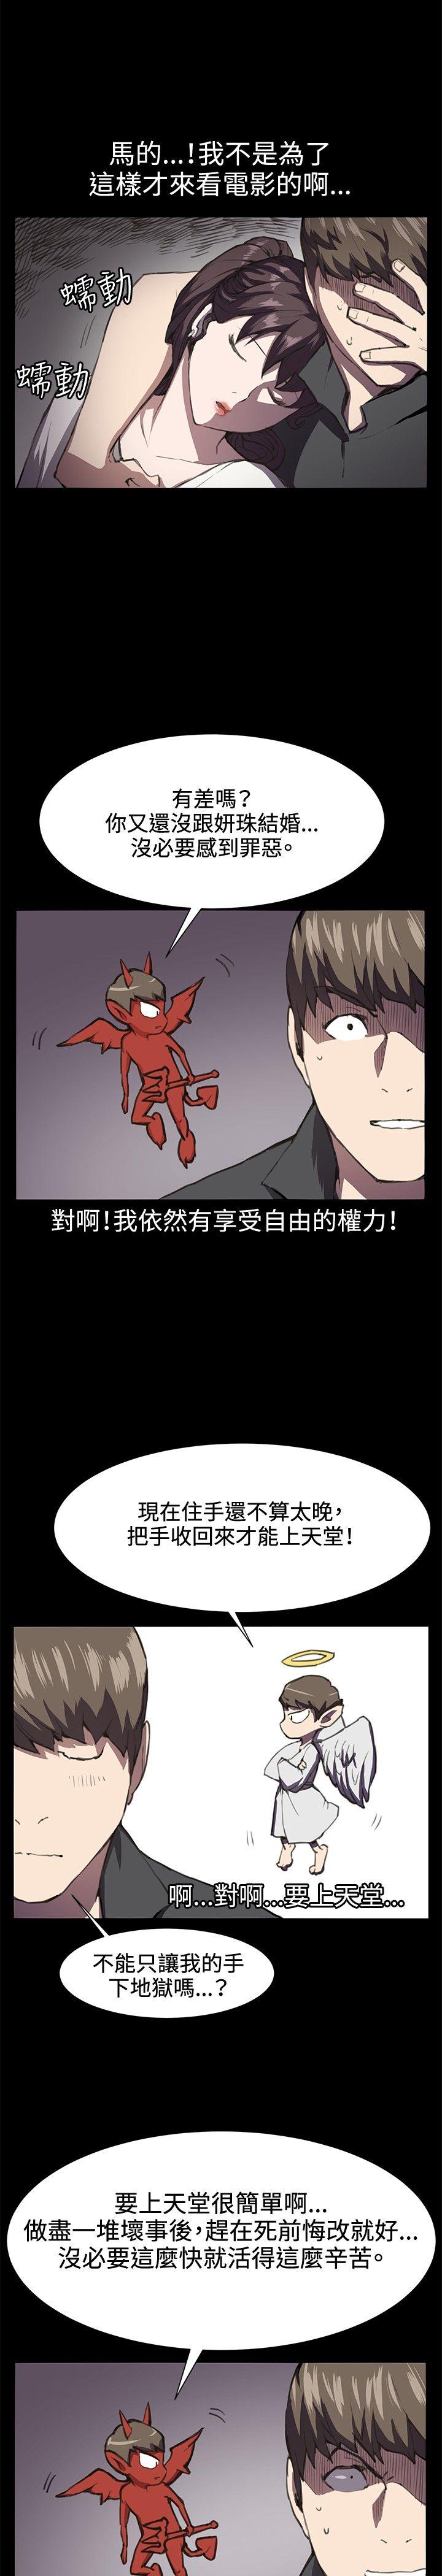 馬的...!我不是為了
這樣才來看電影的啊...
蠕動
蠕動
有差嗎?
你又還沒跟妍珠結婚...
沒必要感到罪惡。
對啊!我依然有享受自由的權力!
現在住手還不算太晚,
把手收回來才能上天堂!
啊...對啊...要上天堂...
不能只讓我的手
下地獄嗎...?
要上天堂很簡單啊...
做盡一堆壞事後,趕在死前悔改就好...
沒必要這麼快就活得這麼辛苦。